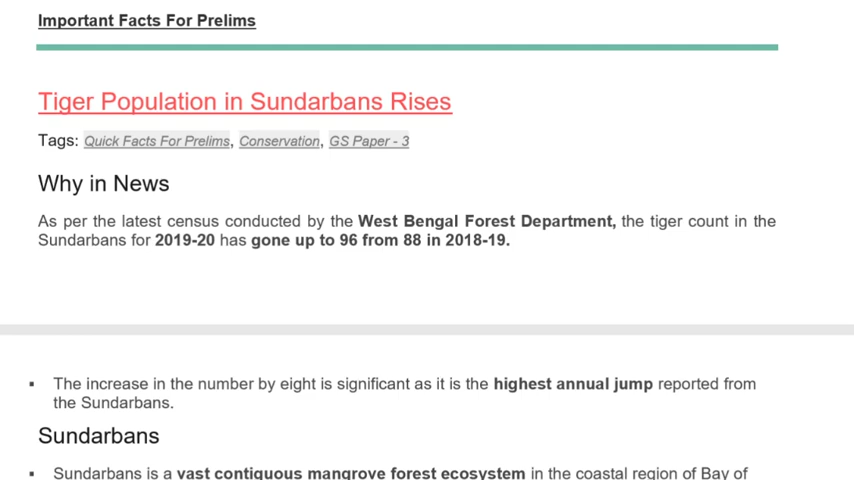 Important Facts For Prelims
Tiger Population in Sundarbans Rises
Tags: Quick Facts For Prelims, Conservation, GS Paper - 3
Why in News
As per the latest census conducted by the West Bengal Forest Department, the tiger count in the
Sundarbans for 2019-20 has gone up to 96 from 88 in 2018-19.
▪ The increase in the number by eight is significant as it is the highest annual jump reported from
the Sundarbans.
Sundarbans
▪ Sundarbans is a vast contiguous mangrove forest ecosystem in the coastal region of Bay of